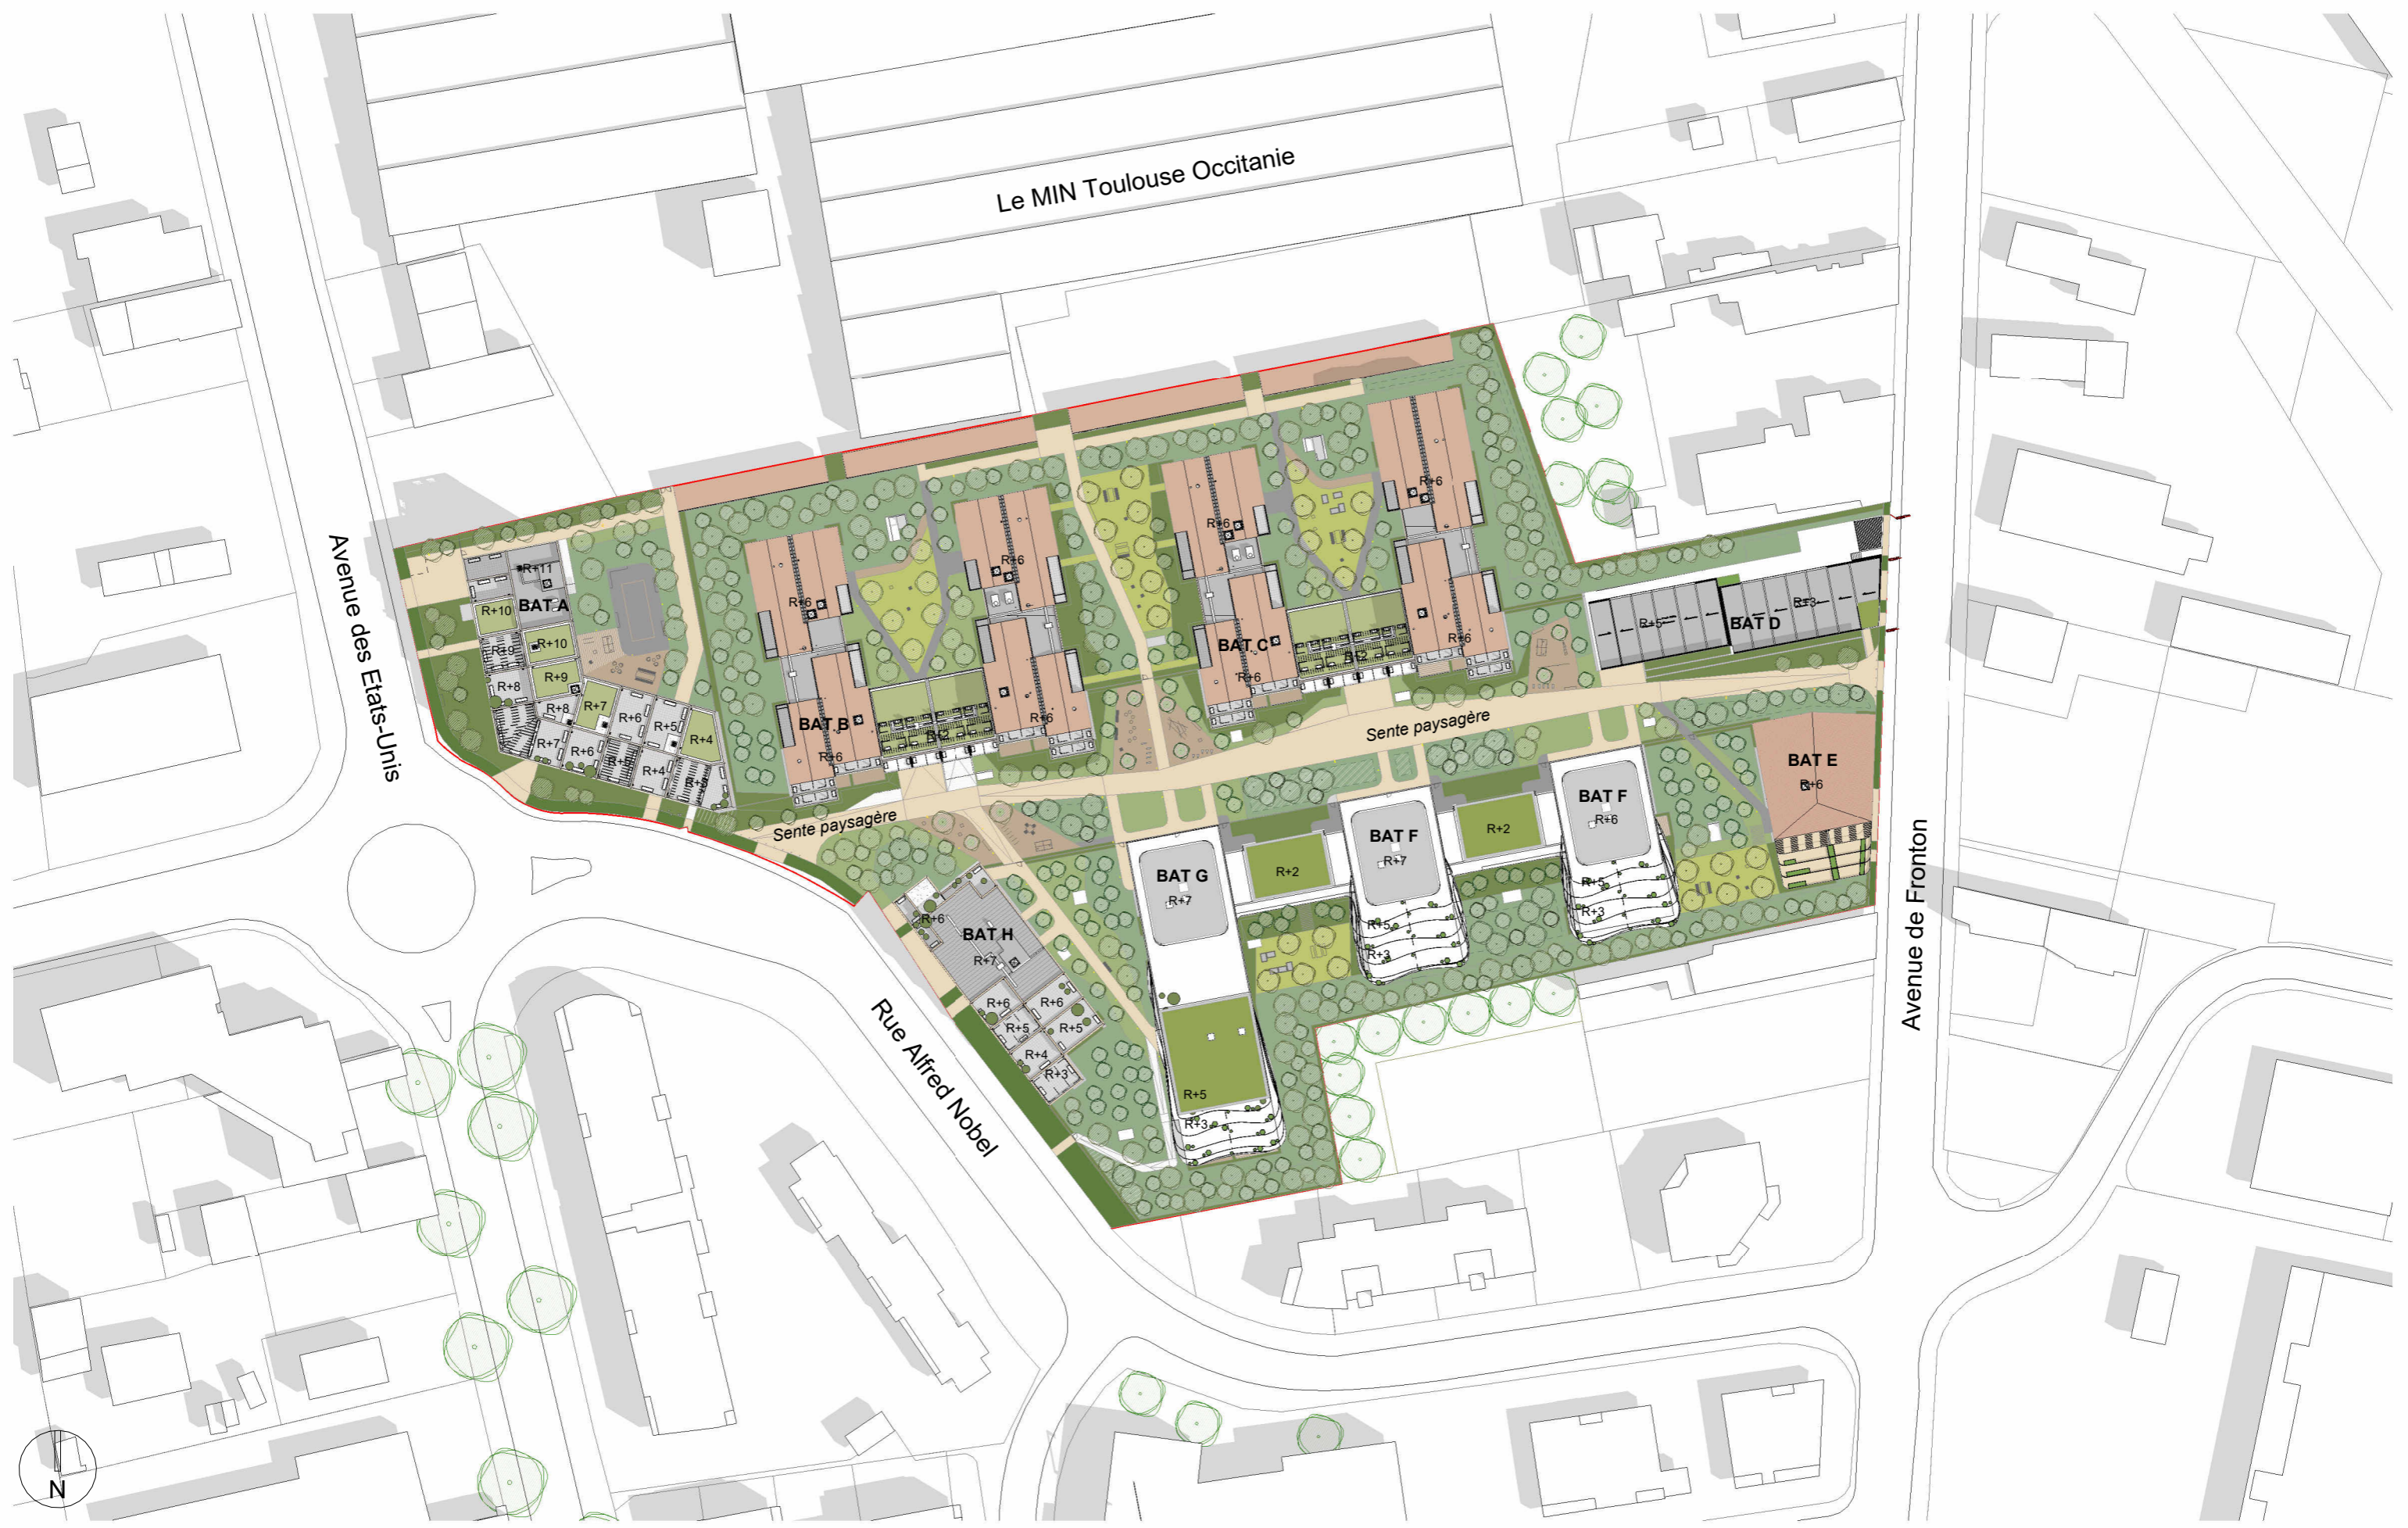 Le MIN Toulouse Occitanie
Avenue des Etats-Unis
R+11
BAT A
R+10
R+10
R+9
R+9
R+8
R+8
R+7
R+7
R+6
R+6
R+5
R+5
R+4
R+4
R+6
BAT B
R+6
R+6
R+6
R+2
R+6
BAT C
R+6
R+6
R+6
R+2
R+5
R+3
BAT D
Sente paysagère
Sente paysagère
BAT E
R+6
BAT F
R+6
R+5
R+3
R+2
BAT F
R+7
R+5
R+3
R+2
BAT G
R+7
R+5
R+3
R+6
BAT H
R+7
R+6
R+6
R+5
R+5
R+4
R+3
Rue Alfred Nobel
Avenue de Fronton
N